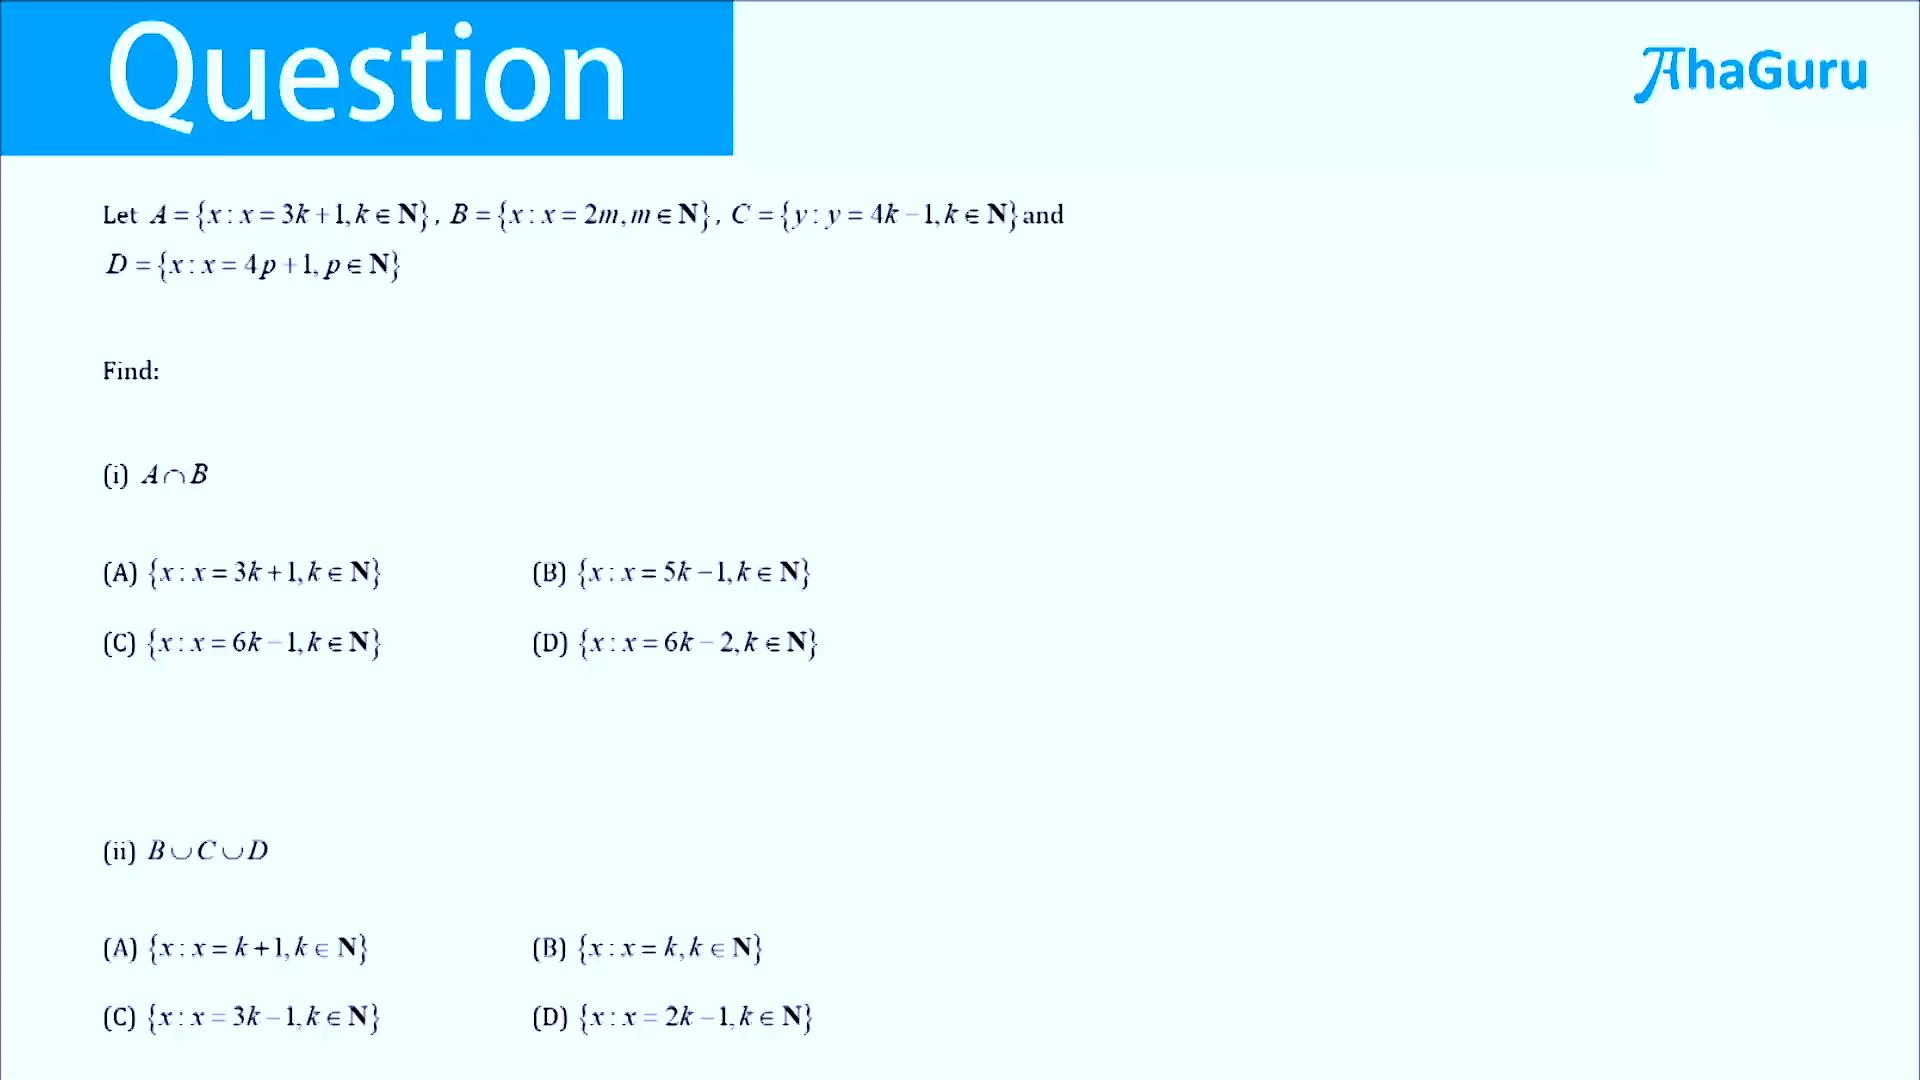 Question
AhaGuru
Let A = {x : x = 3k + 1, k ∈ N}, B = {x : x = 2m, m ∈ N}, C = {y : y = 4k − 1, k ∈ N} and
D = {x : x = 4p + 1, p ∈ N}
Find:
(i) A ∩ B
(A) {x : x = 3k + 1, k ∈ N} (B) {x : x = 5k − 1, k ∈ N}
(C) {x : x = 6k − 1, k ∈ N} (D) {x : x = 6k − 2, k ∈ N}
(ii) B ∪ C ∪ D
(A) {x : x = k + 1, k ∈ N} (B) {x : x = k, k ∈ N}
(C) {x : x = 3k − 1, k ∈ N} (D) {x : x = 2k − 1, k ∈ N}